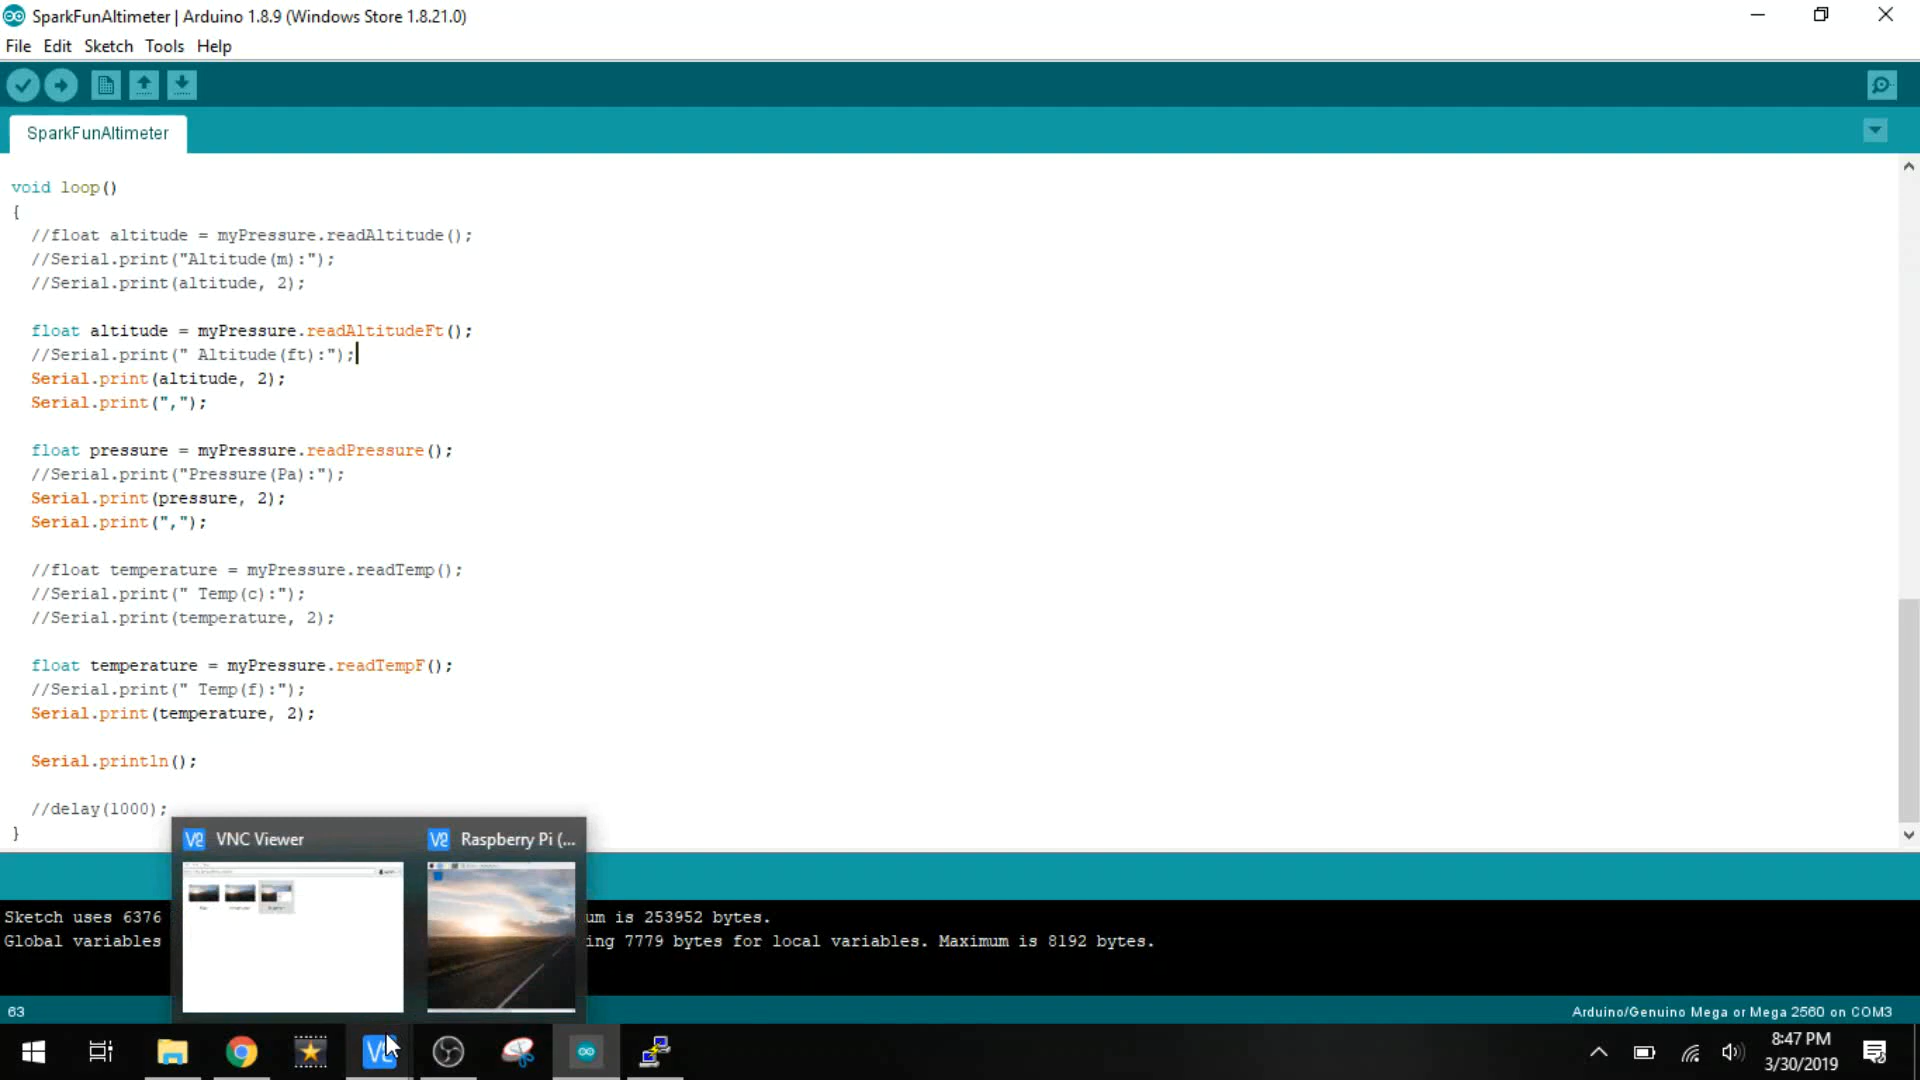 SparkFunAltimeter | Arduino 1.8.9 (Windows Store 1.8.21.0)
File Edit Sketch Tools Help
SparkFunAltimeter
void loop()
{
//float altitude = myPressure.readAltitude();
//Serial.print("Altitude(m):");
//Serial.print(altitude, 2);
float altitude = myPressure.readAltitudeFt();
//Serial.print(" Altitude(ft):");
Serial.print(altitude, 2);
Serial.print(",");
float pressure = myPressure.readPressure();
//Serial.print("Pressure(Pa):");
Serial.print(pressure, 2);
Serial.print(",");
//float temperature = myPressure.readTemp();
//Serial.print(" Temp(c):");
//Serial.print(temperature, 2);
float temperature = myPressure.readTempF();
//Serial.print(" Temp(f):");
Serial.print(temperature, 2);
Serial.println();
//delay(1000);
}
VNC Viewer Raspberry Pi (...
Sketch uses 6376 um is 253952 bytes.
Global variables ing 7779 bytes for local variables. Maximum is 8192 bytes.
63 Arduino/Genuino Mega or Mega 2560 on COM3
8:47 PM
3/30/2019